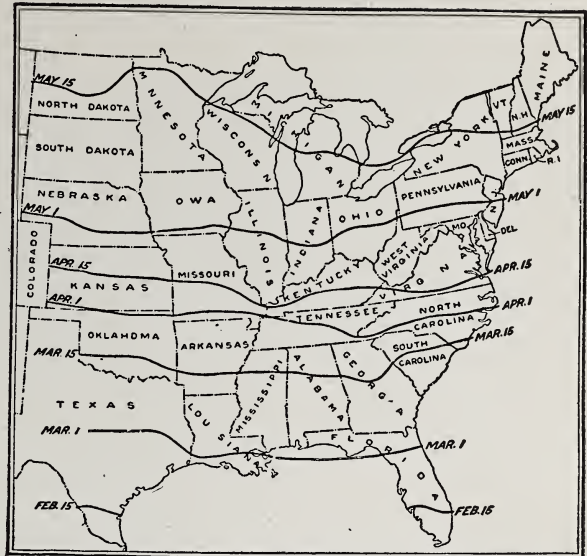 MAINE
MAY 15
NORTH DAKOTA
MINNESOTA
WISCONSIN
MICHIGAN
VT.
N.H.
MAY 15
NEW YORK
MASS.
CONN.
R.I.
SOUTH DAKOTA
NEBRASKA
IOWA
ILLINOIS
INDIANA
OHIO
PENNSYLVANIA
N.J.
MAY 1
MAY 1
MD.
DEL.
WEST
VIRGINIA
VIRGINIA
COLORADO
APR. 15
KANSAS
MISSOURI
KENTUCKY
APR. 15
APR. 1
TENNESSEE
NORTH
CAROLINA
APR. 1
OKLAHOMA
ARKANSAS
MAR. 15
MAR. 15
SOUTH
CAROLINA
MISSISSIPPI
ALABAMA
GEORGIA
TEXAS
LOUISIANA
MAR. 1
FLORIDA
MAR. 1
FEB. 15
FEB. 15